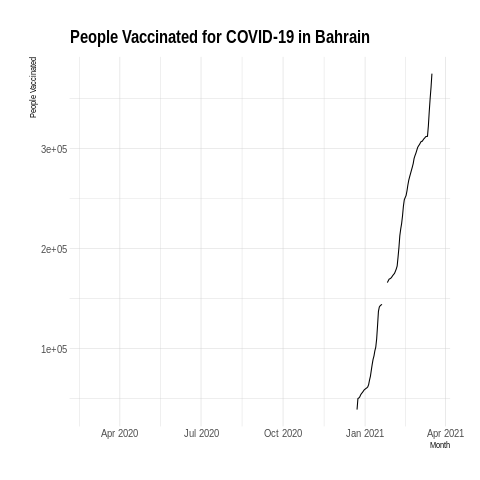 People Vaccinated for COVID-19 in Bahrain
People Vaccinated
3e+05
2e+05
1e+05
Apr 2020 Jul 2020 Oct 2020 Jan 2021 Apr 2021
Month